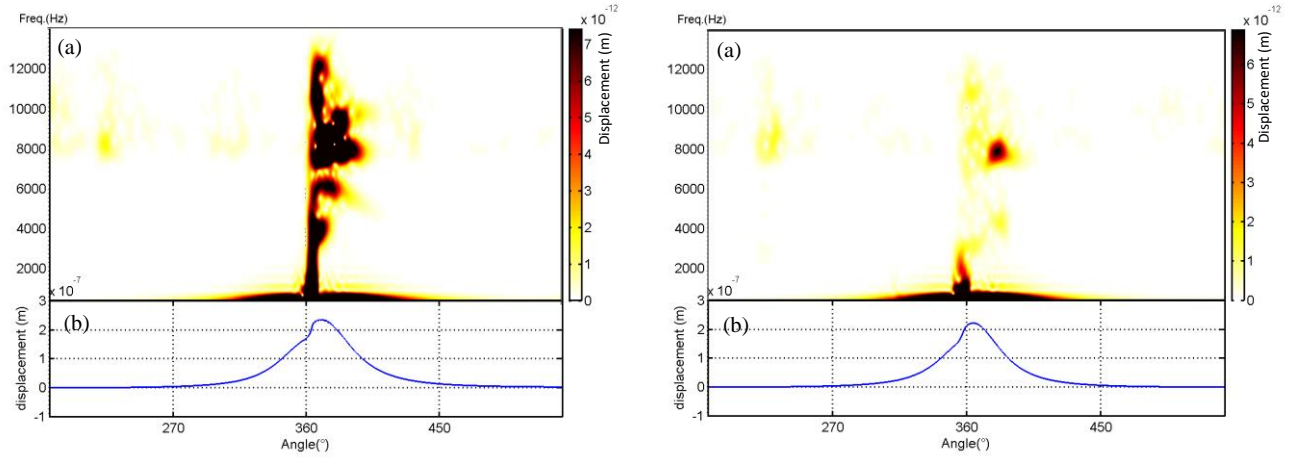 Freq.(Hz)
(a)
12000
10000
8000
6000
4000
2000
x 10^-12
7
6
5
4
3
2
1
0
Displacement (m)
x 10^-7
(b)
3
2
1
0
-1
displacement (m)
270
360
450
Angle(°)
Freq.(Hz)
(a)
12000
10000
8000
6000
4000
2000
x 10^-12
6
5
4
3
2
1
0
Displacement (m)
x 10^-7
(b)
3
2
1
0
-1
displacement (m)
270
360
450
Angle(°)